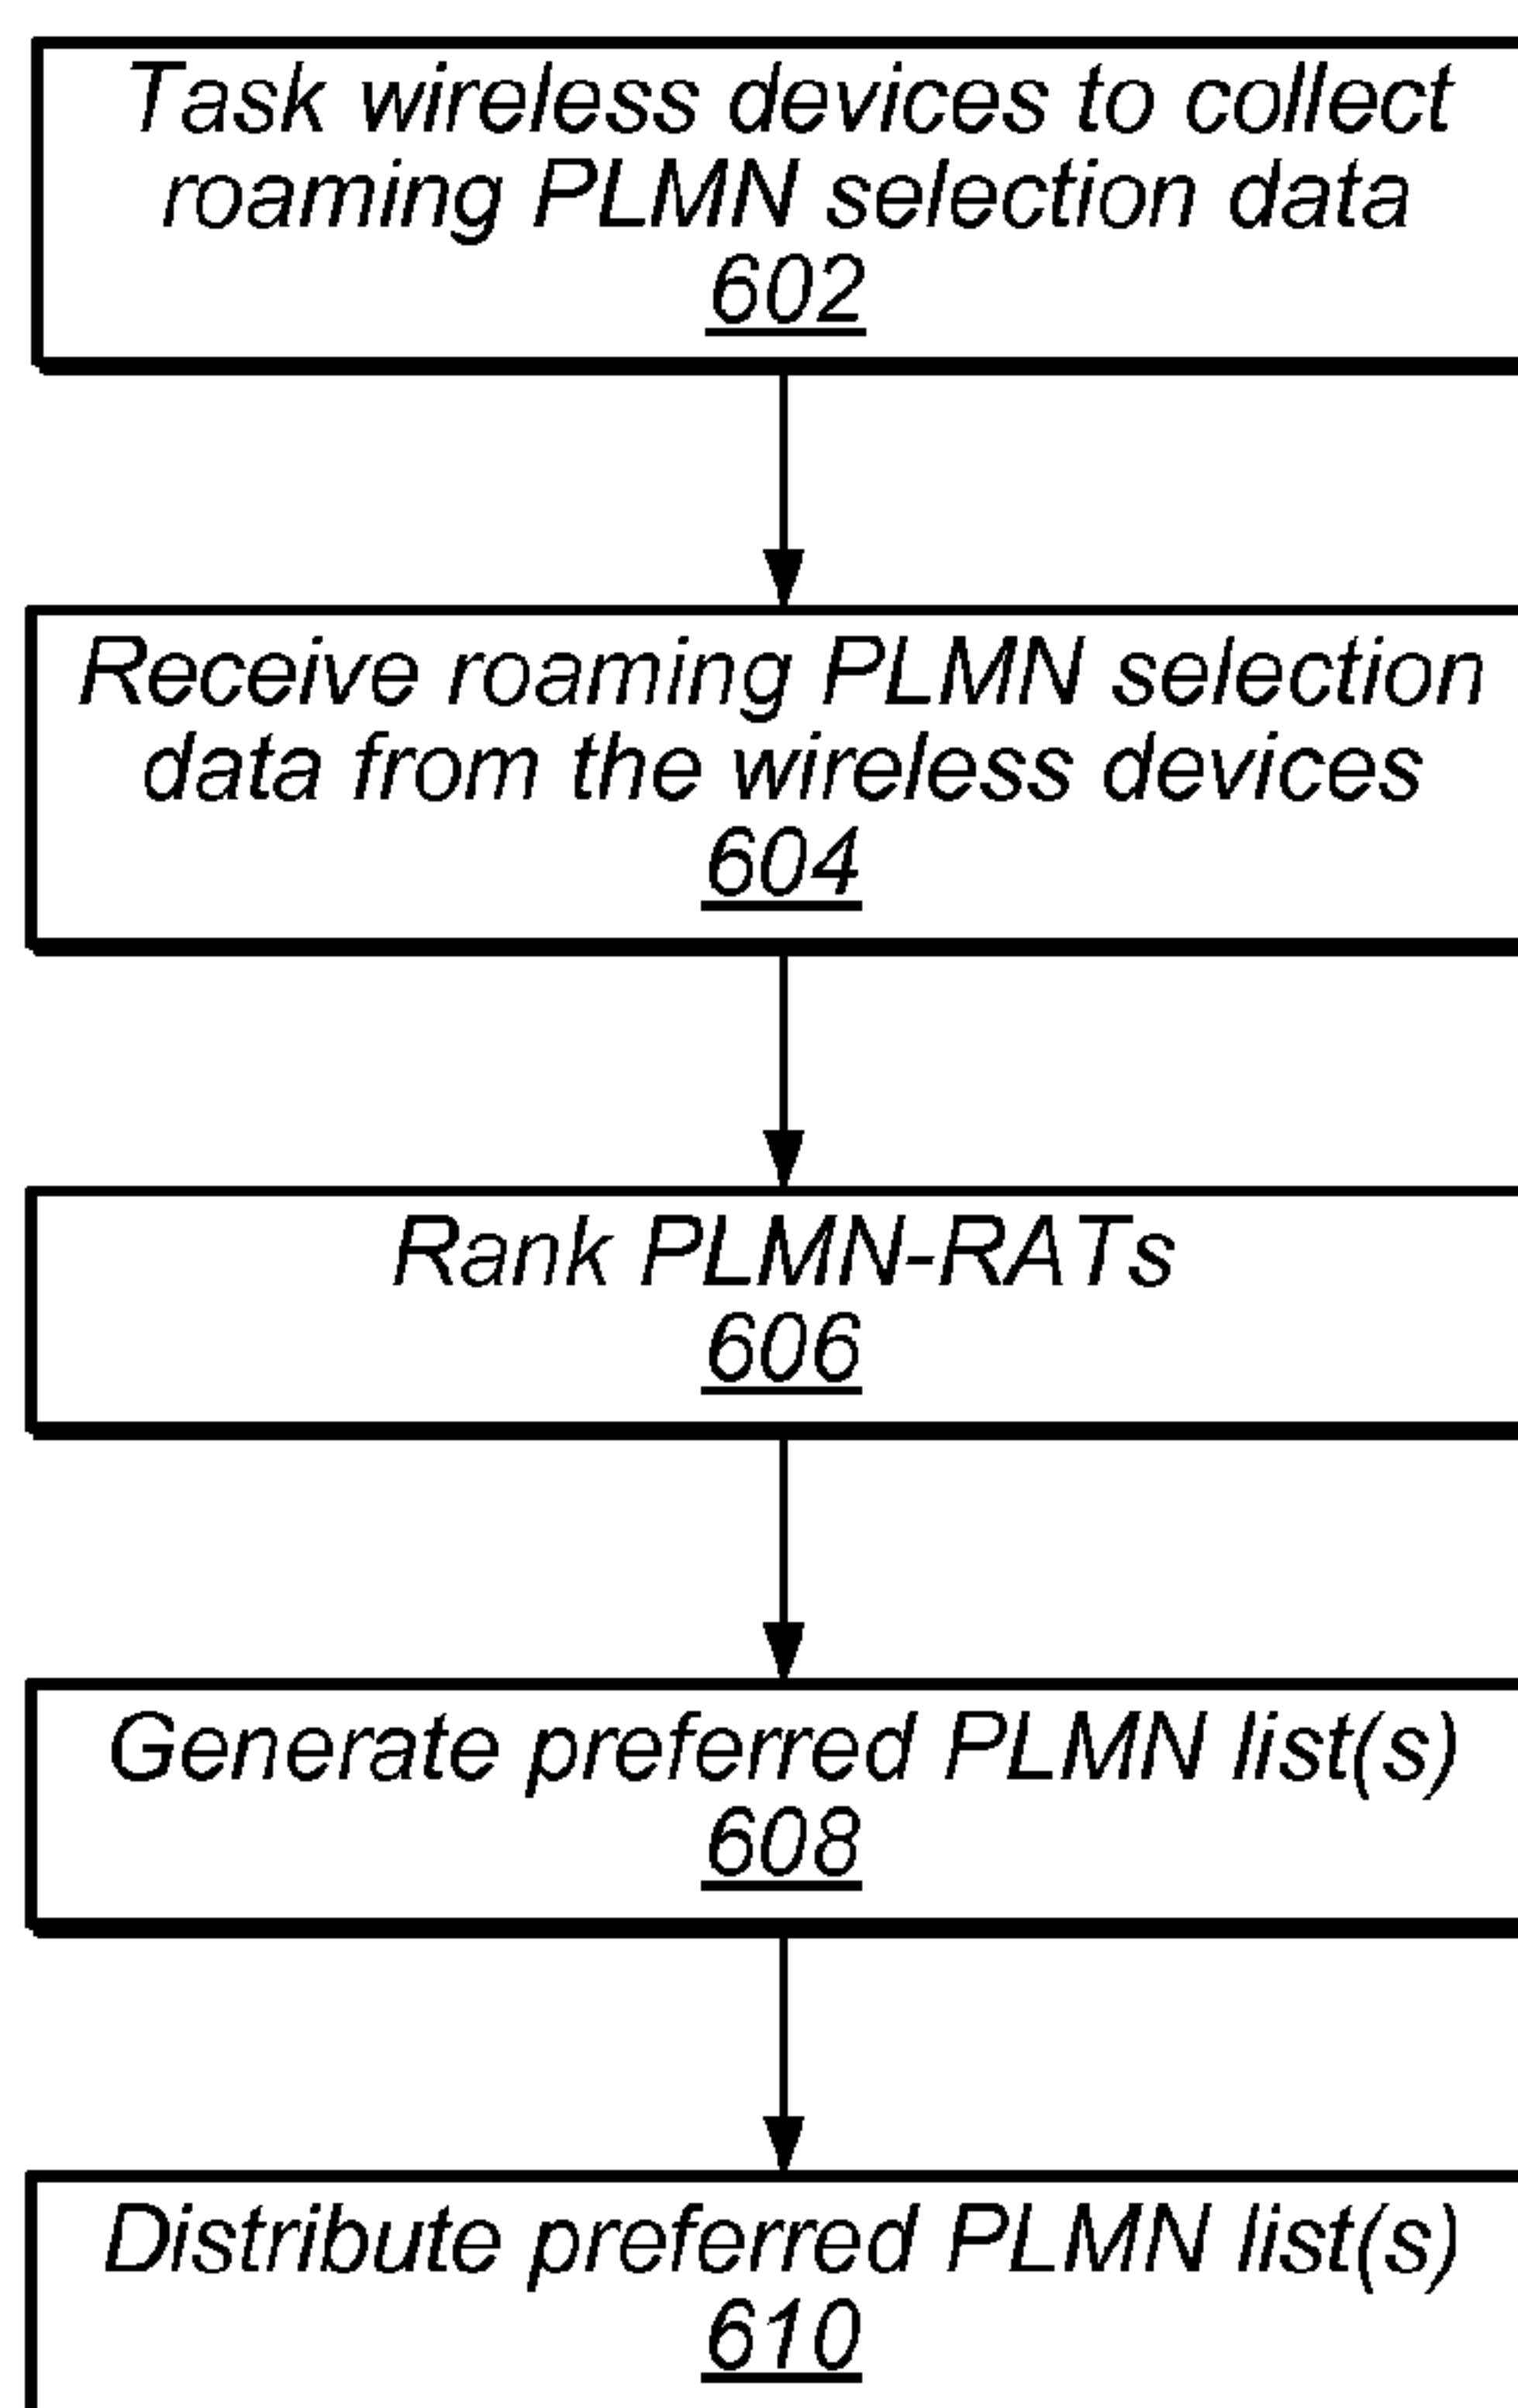 Task wireless devices to collect
roaming PLMN selection data
602
Receive roaming PLMN selection
data from the wireless devices
604
Rank PLMN-RATs
606
Generate preferred PLMN list(s)
608
Distribute preferred PLMN list(s)
610